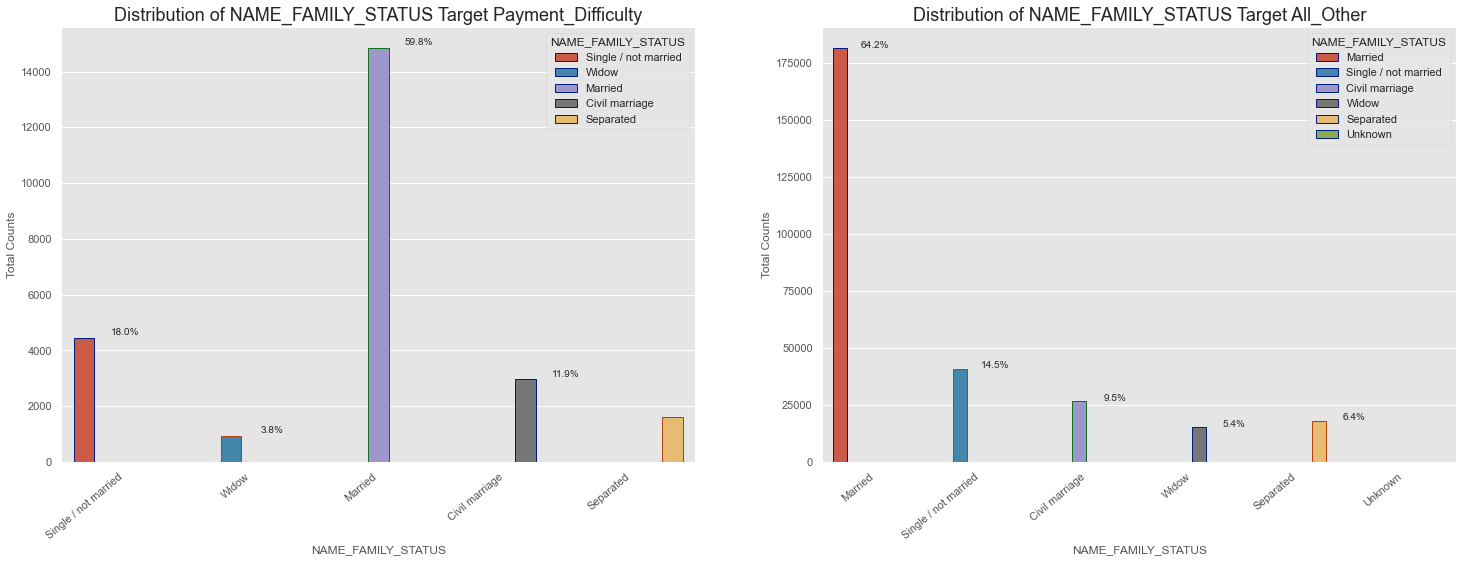 Distribution of NAME_FAMILY_STATUS Target Payment_Difficulty
NAME_FAMILY_STATUS
Single / not married
Widow
Married
Civil marriage
Separated
59.8%
18.0%
3.8%
11.9%
14000
12000
10000
8000
6000
4000
2000
0
Total Counts
Single / not married
Widow
Married
Civil marriage
Separated
NAME_FAMILY_STATUS
Distribution of NAME_FAMILY_STATUS Target All_Other
NAME_FAMILY_STATUS
Married
Single / not married
Civil marriage
Widow
Separated
Unknown
64.2%
14.5%
9.5%
5.4%
6.4%
175000
150000
125000
100000
75000
50000
25000
0
Total Counts
Married
Single / not married
Civil marriage
Widow
Separated
Unknown
NAME_FAMILY_STATUS